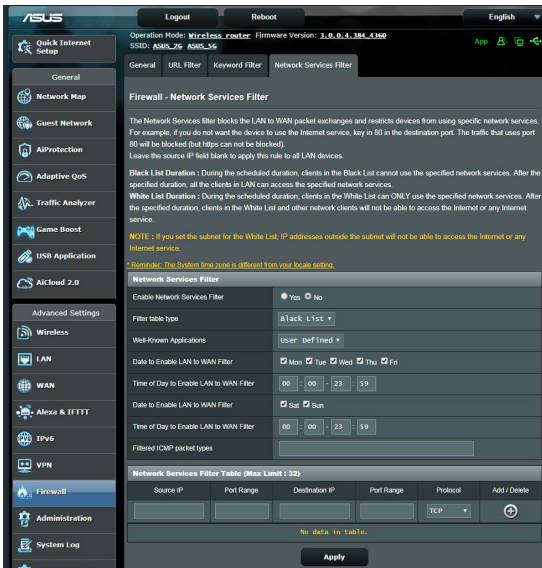 ASUS
Logout
Reboot
English
Quick Internet
Setup
General
Network Map
Guest Network
AiProtection
Adaptive QoS
Traffic Analyzer
Game Boost
USB Application
AiCloud 2.0
Advanced Settings
Wireless
LAN
WAN
Alexa & IFTTT
IPv6
VPN
Firewall
Administration
System Log
Operation Mode: Wireless router Firmware Version: 3.0.0.4.384_4360
SSID: ASUS_2G ASUS_5G
App
General URL Filter Keyword Filter Network Services Filter
Firewall - Network Services Filter
The Network Services filter blocks the LAN to WAN packet exchanges and restricts devices from using specific network services.
For example, if you do not want the device to use the Internet service, key in 80 in the destination port. The traffic that uses port
80 will be blocked (but https can not be blocked).
Leave the source IP field blank to apply this rule to all LAN devices.
Black List Duration : During the scheduled duration, clients in the Black List cannot use the specified network services. After the
specified duration, all the clients in LAN can access the specified network services.
White List Duration : During the scheduled duration, clients in the White List can ONLY use the specified network services. After
the specified duration, clients in the White List and other network clients will not be able to access the Internet or any Internet
service.
NOTE : If you set the subnet for the White List, IP addresses outside the subnet will not be able to access the Internet or any
Internet service.
* Reminder: The System time zone is different from your locale setting.
Network Services Filter
Enable Network Services Filter Yes No
Filter table type Black List
Well-Known Applications User Defined
Date to Enable LAN to WAN Filter Mon Tue Wed Thu Fri
Time of Day to Enable LAN to WAN Filter 00 : 00 - 23 : 59
Date to Enable LAN to WAN Filter Sat Sun
Time of Day to Enable LAN to WAN Filter 00 : 00 - 23 : 59
Filtered ICMP packet types
Network Services Filter Table (Max Limit : 32)
Source IP Port Range Destination IP Port Range Protocol Add / Delete
TCP
No data in table.
Apply